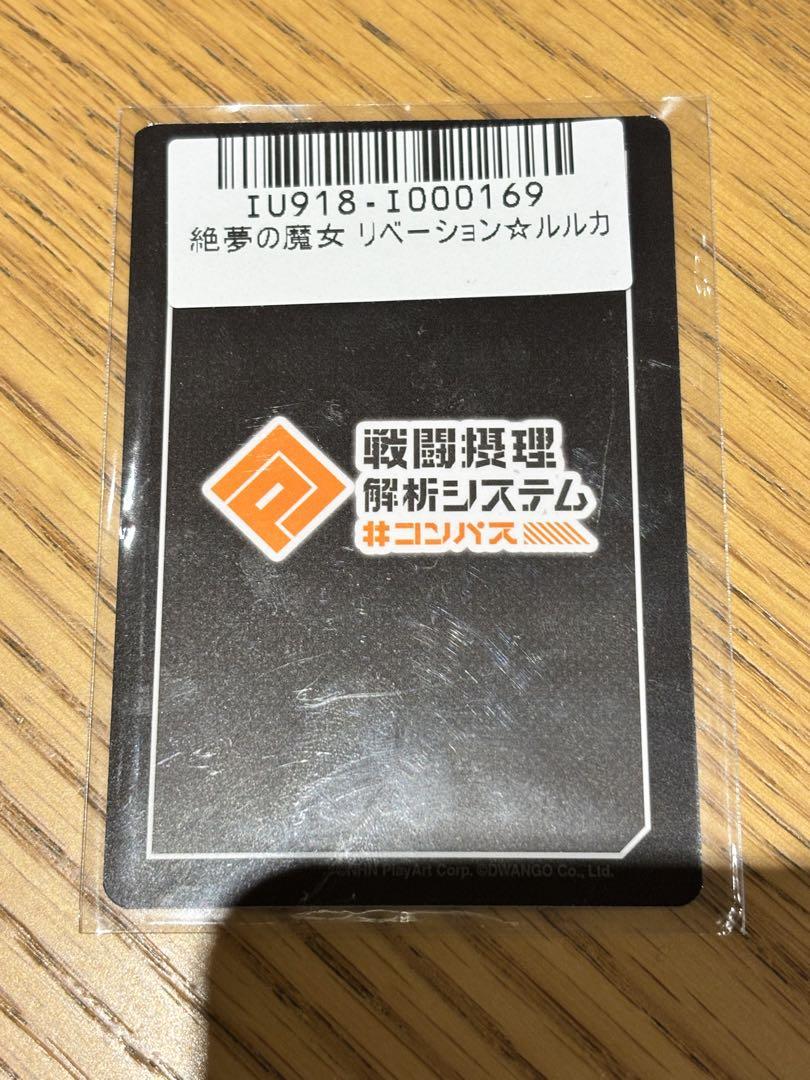 IU918-I000169
絶夢の魔女 リベーション☆ルルカ
戦闘摂理
解析システム
#コンパス
©NHN PlayArt Corp. ©DWANGO Co., Ltd.